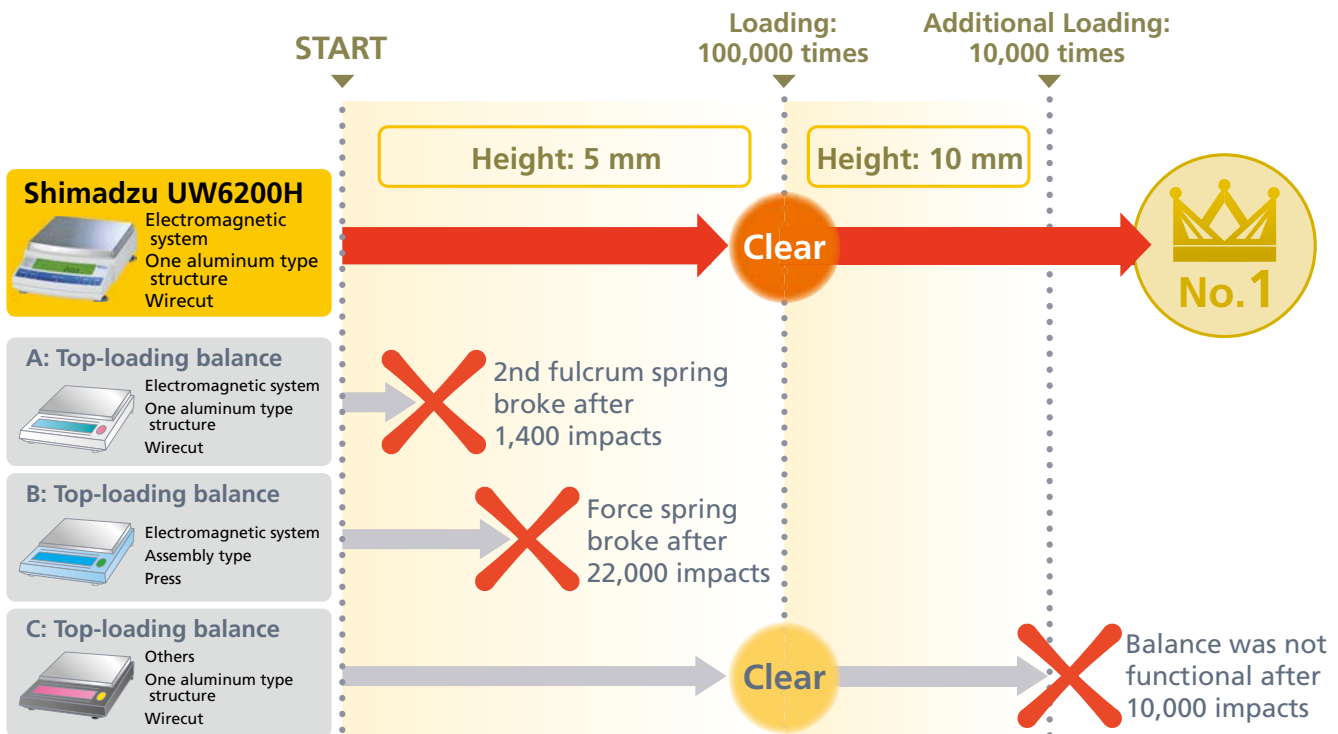 START
Loading:
100,000 times
Additional Loading:
10,000 times
Height: 5 mm
Height: 10 mm
Shimadzu UW6200H
Electromagnetic
system
One aluminum type
structure
Wirecut
Clear
No.1
A: Top-loading balance
Electromagnetic system
One aluminum type
structure
Wirecut
2nd fulcrum spring
broke after
1,400 impacts
B: Top-loading balance
Electromagnetic system
Assembly type
Press
Force spring
broke after
22,000 impacts
C: Top-loading balance
Others
One aluminum type
structure
Wirecut
Clear
Balance was not
functional after
10,000 impacts